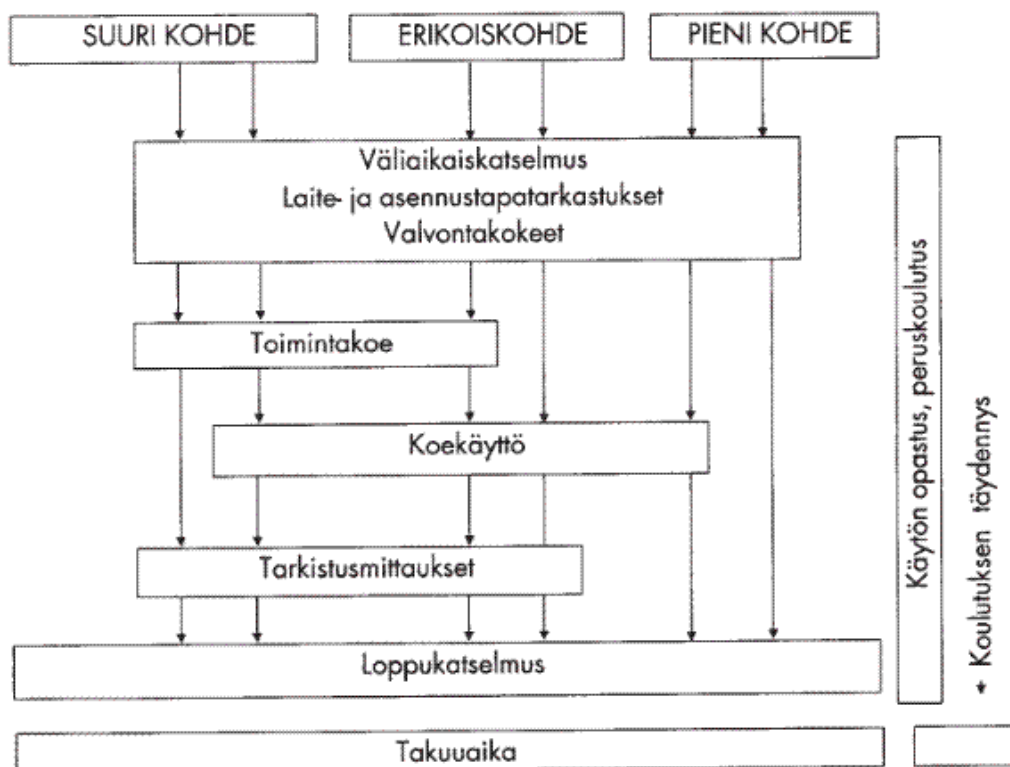 SUURI KOHDE
ERIKOISKOHDE
PIENI KOHDE
Väliaikaiskatselmus
Laite- ja asennustapatarkastukset
Valvontakokeet
Toimintakoe
Koekäyttö
Tarkistusmittaukset
Loppukatselmus
Takuuaika
Käytön opastus, peruskoulutus
+ Koulutuksen täydennys